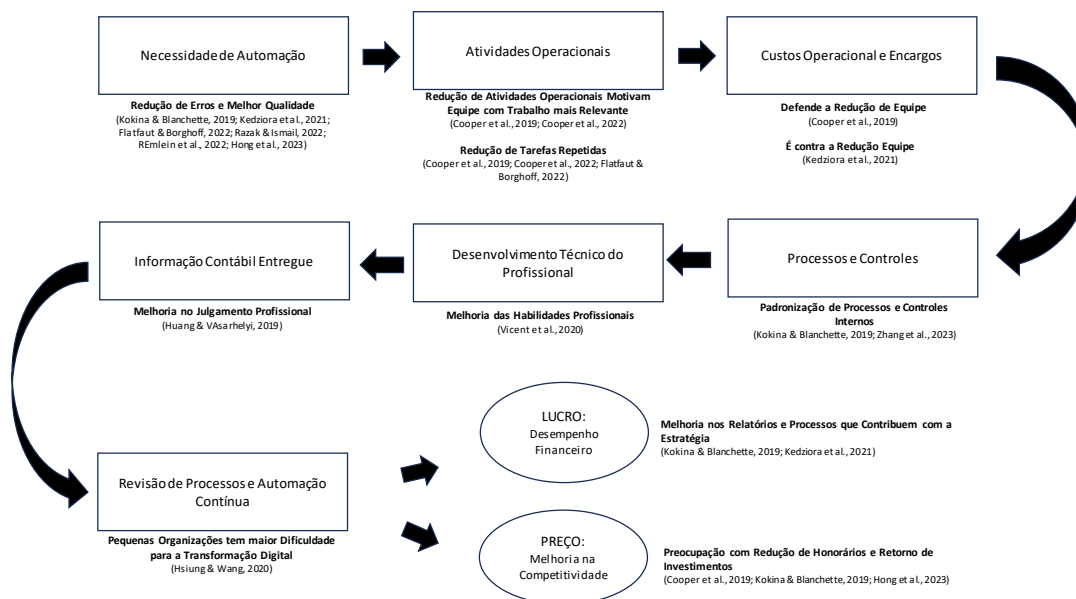 Necessidade de Automação
Redução de Erros e Melhor Qualidade
(Kokina & Blanchette, 2019; Kedziora et al., 2021;
Flatfaut & Borghoff, 2022; Razak & Ismail, 2022;
REmlein et al., 2022; Hong et al., 2023)
Atividades Operacionais
Redução de Atividades Operacionais Motivam
Equipe com Trabalho mais Relevante
(Cooper et al., 2019; Cooper et al., 2022)
Redução de Tarefas Repetidas
(Cooper et al., 2019; Cooper et al., 2022; Flatfaut &
Borghoff, 2022)
Custos Operacional e Encargos
Defende a Redução de Equipe
(Cooper et al., 2019)
É contra a Redução Equipe
(Kedziora et al., 2021)
Informação Contábil Entregue
Melhoria no Julgamento Profissional
(Huang & VAsarhelyi, 2019)
Desenvolvimento Técnico do
Profissional
Melhoria das Habilidades Profissionais
(Vicent et al., 2020)
Processos e Controles
Padronização de Processos e Controles
Internos
(Kokina & Blanchette, 2019; Zhang et al., 2023)
Revisão de Processos e Automação
Contínua
Pequenas Organizações tem maior Dificuldade
para a Transformação Digital
(Hsiung & Wang, 2020)
LUCRO:
Desempenho
Financeiro
Melhoria nos Relatórios e Processos que Contribuem com a
Estratégia
(Kokina & Blanchette, 2019; Kedziora et al., 2021)
PREÇO:
Melhoria na
Competitividade
Preocupação com Redução de Honorários e Retorno de
Investimentos
(Cooper et al., 2019; Kokina & Blanchette, 2019; Hong et al., 2023)